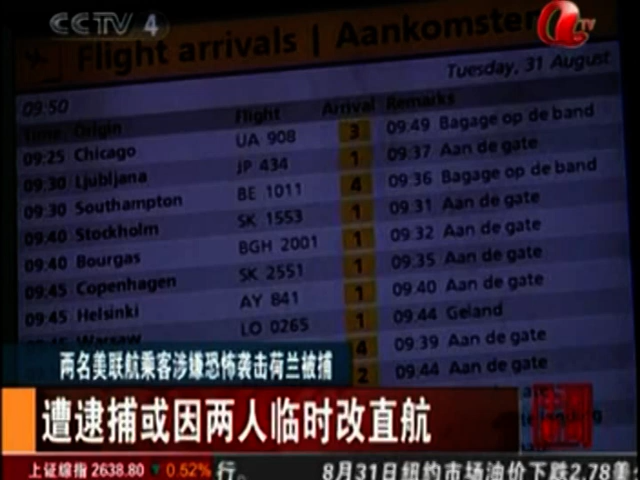 CCTV 4
TV
Flight arrivals | Aankomsten
Tuesday, 31 August
09:50
Time Origin Flight Arrival Remarks
09:25 Chicago UA 908 3 09:49 Bagage op de band
09:30 Ljubljana JP 434 1 09:37 Aan de gate
09:30 Southampton BE 1011 4 09:36 Bagage op de band
09:40 Stockholm SK 1553 1 09:31 Aan de gate
09:40 Bourgas BGH 2001 1 09:32 Aan de gate
09:45 Copenhagen SK 2551 1 09:35 Aan de gate
09:45 Helsinki AY 841 1 09:40 Aan de gate
Warsaw LO 0265 1 09:44 Geland
4 09:39 Aan de gate
2 09:44 Aan de gate
两名美联航乘客涉嫌恐怖袭击荷兰被捕
遭逮捕或因两人临时改直航
上证综指 2638.80 ▼ 0.52% 行。 8月31日纽约市场油价下跌2.78美